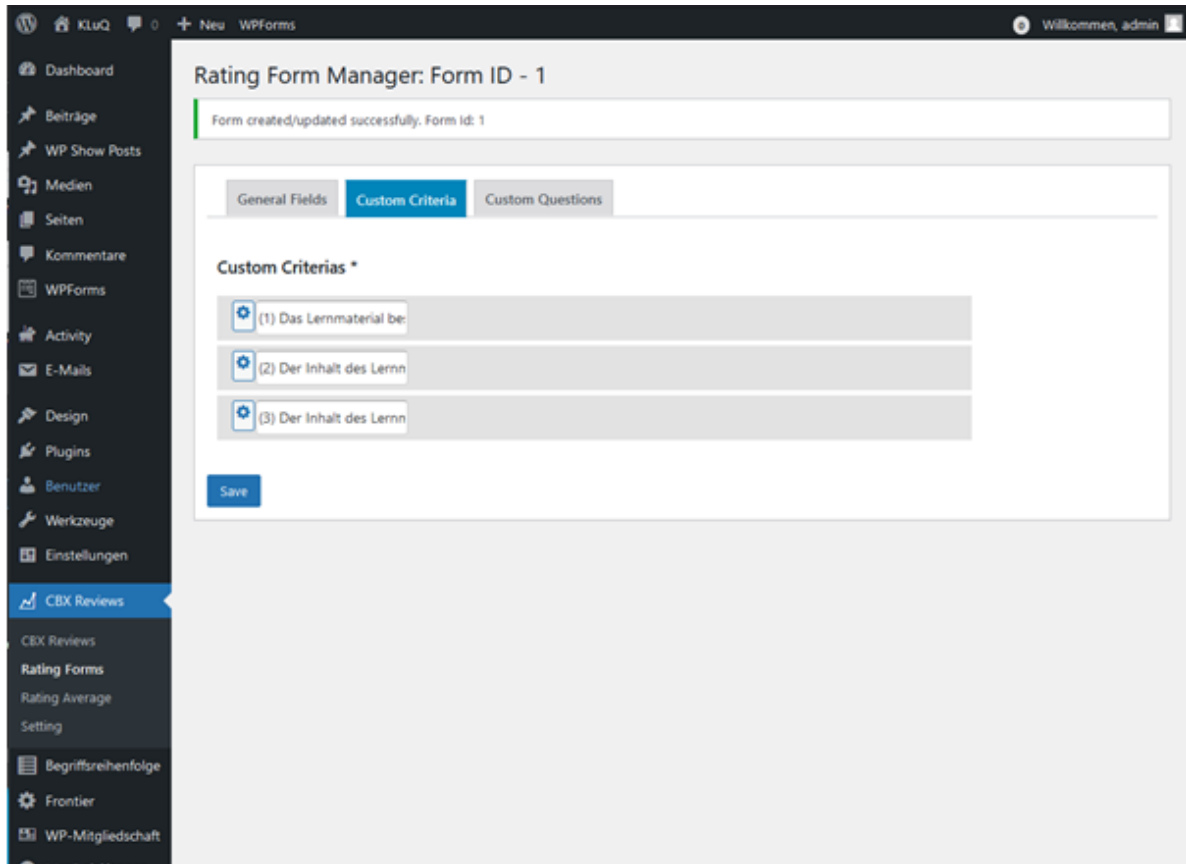 KLuQ 0 Neu WPForms Willkommen, admin
Dashboard
Beiträge
WP Show Posts
Medien
Seiten
Kommentare
WPForms
Activity
E-Mails
Design
Plugins
Benutzer
Werkzeuge
Einstellungen
CBX Reviews
CBX Reviews
Rating Forms
Rating Average
Setting
Begriffsreihenfolge
Frontier
WP-Mitgliedschaft
Rating Form Manager: Form ID - 1
Form created/updated successfully. Form Id: 1
General Fields Custom Criteria Custom Questions
Custom Criterias *
(1) Das Lernmaterial be
(2) Der Inhalt des Lernn
(3) Der Inhalt des Lernn
Save